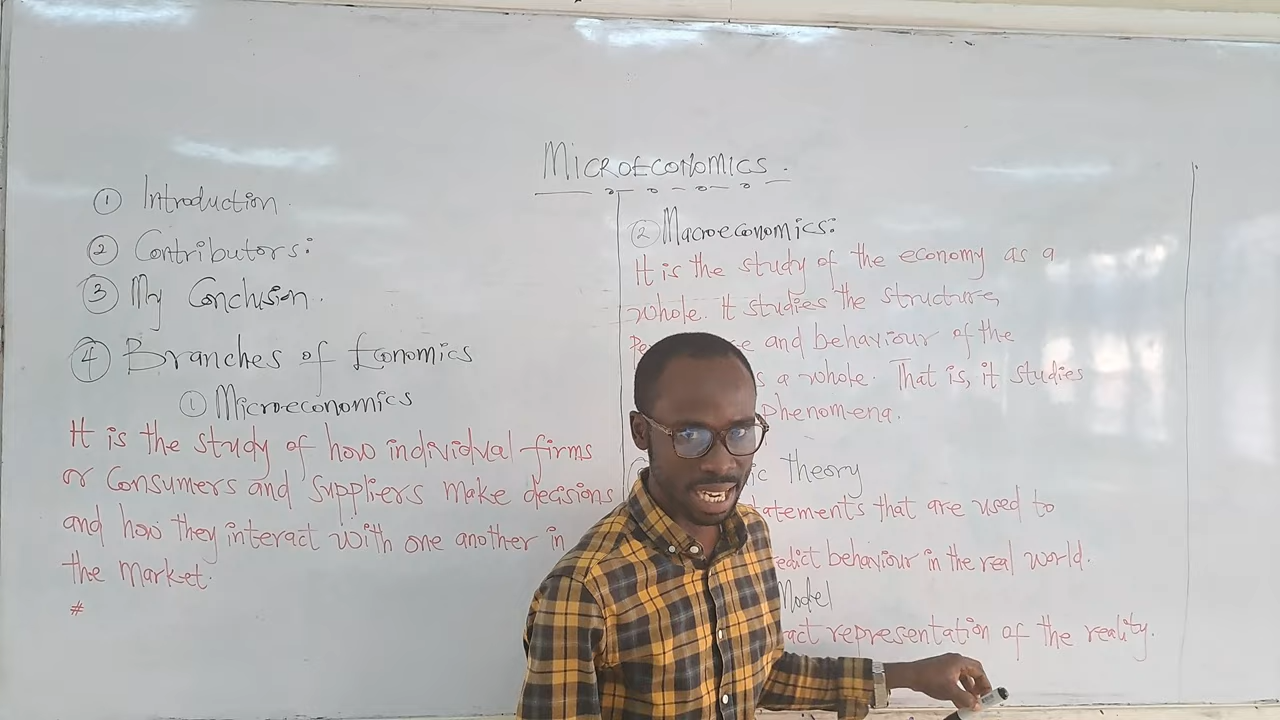 MICROECONOMICS.
① Introduction.
② Contributors:
③ My Conclusion.
④ Branches of Economics
① Microeconomics
It is the study of how individual firms
or Consumers and Suppliers Make decisions
and how they interact with one another in
the Market.
#
② Macroeconomics:
It is the study of the economy as a
whole. It studies the structure,
and behaviour of the
a whole. That is, it studies
phenomena.
Theory
that are used to
behaviour in the real world.
Model
representation of the reality.